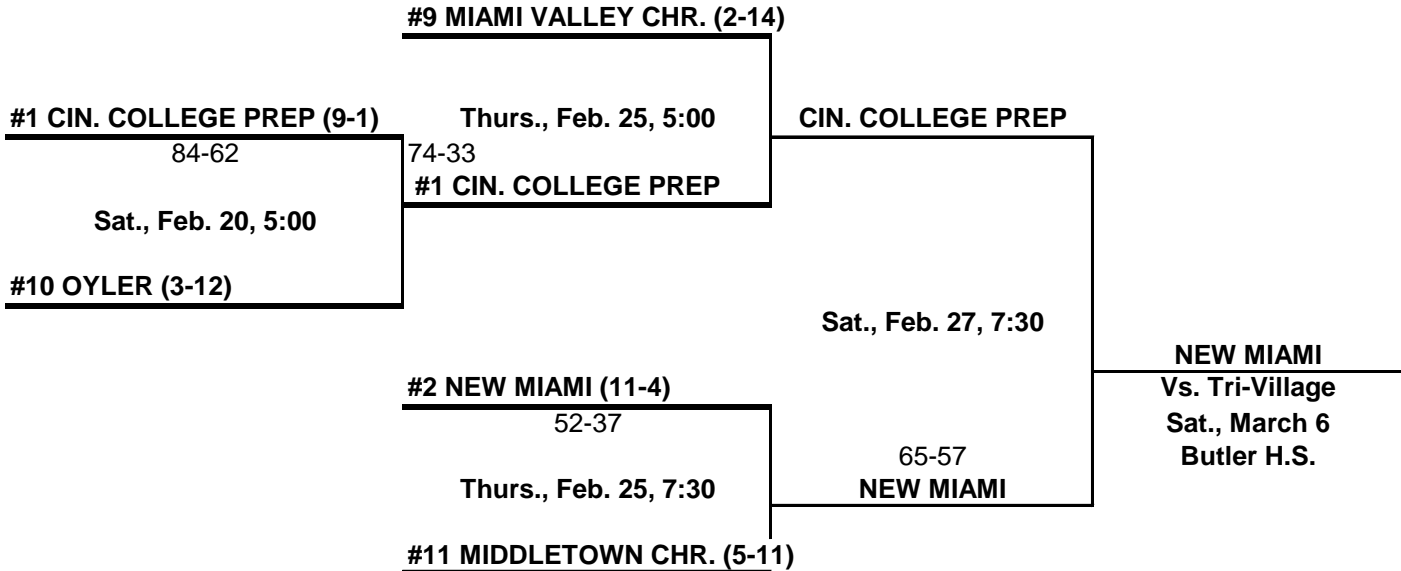 #9 MIAMI VALLEY CHR. (2-14)
#1 CIN. COLLEGE PREP (9-1)
Thurs., Feb. 25, 5:00
CIN. COLLEGE PREP
84-62
74-33
#1 CIN. COLLEGE PREP
Sat., Feb. 20, 5:00
#10 OYLER (3-12)
Sat., Feb. 27, 7:30
NEW MIAMI
#2 NEW MIAMI (11-4)
Vs. Tri-Village
52-37
Sat., March 6
65-57
Butler H.S.
Thurs., Feb. 25, 7:30
NEW MIAMI
#11 MIDDLETOWN CHR. (5-11)